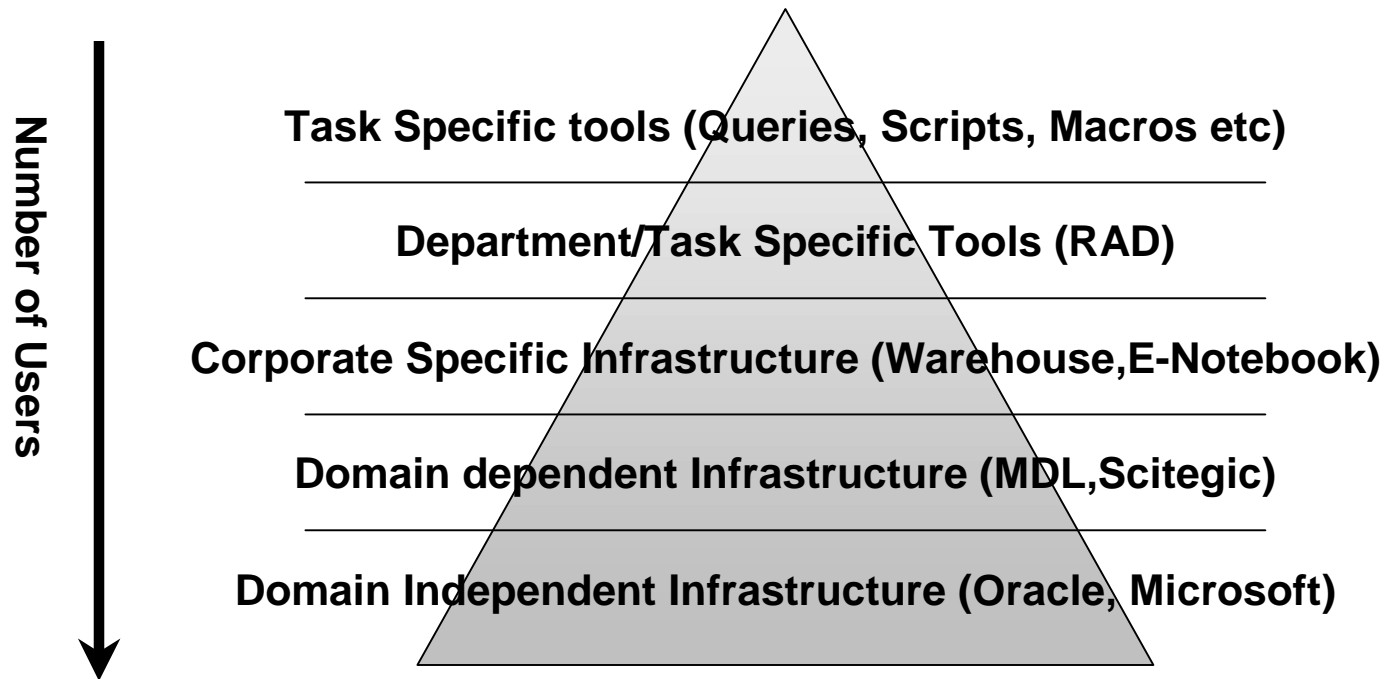 Number of Users
Task Specific tools (Queries, Scripts, Macros etc)
Department/Task Specific Tools (RAD)
Corporate Specific Infrastructure (Warehouse,E-Notebook)
Domain dependent Infrastructure (MDL,Scitegic)
Domain Independent Infrastructure (Oracle, Microsoft)